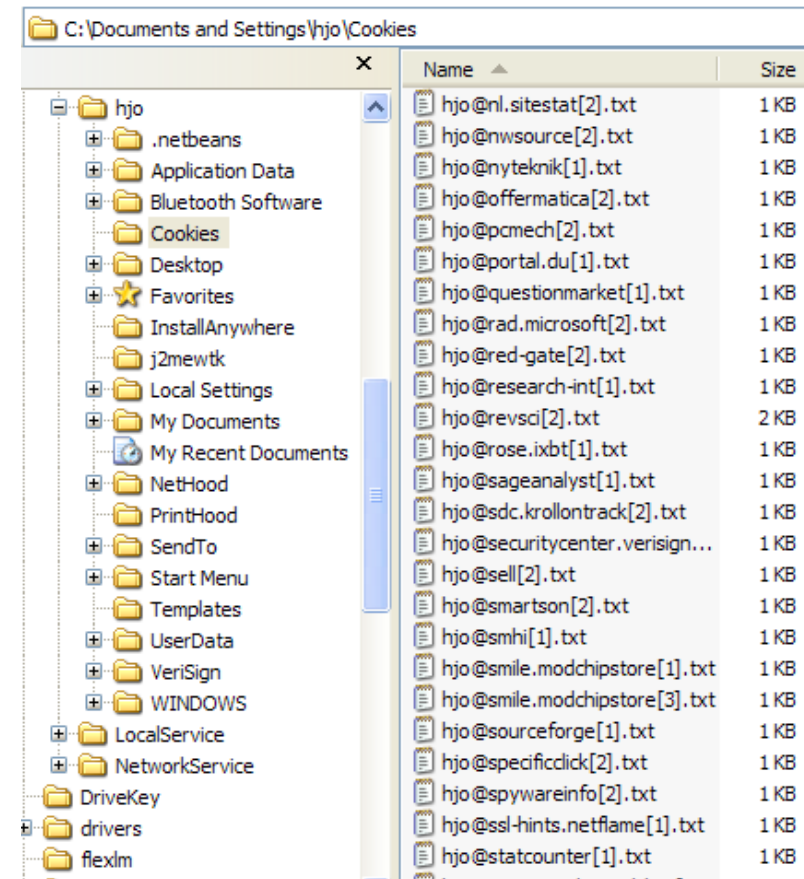 C:\Documents and Settings\hjo\Cookies
hjo
.netbeans
Application Data
Bluetooth Software
Cookies
Desktop
Favorites
InstallAnywhere
j2mewtk
Local Settings
My Documents
My Recent Documents
NetHood
PrintHood
SendTo
Start Menu
Templates
UserData
VeriSign
WINDOWS
LocalService
NetworkService
DriveKey
drivers
flexlm
Name Size
hjo@nl.sitestat[2].txt 1 KB
hjo@nwsource[2].txt 1 KB
hjo@nyteknik[1].txt 1 KB
hjo@offermatica[2].txt 1 KB
hjo@pcmech[2].txt 1 KB
hjo@portal.du[1].txt 1 KB
hjo@questionmarket[1].txt 1 KB
hjo@rad.microsoft[2].txt 1 KB
hjo@red-gate[2].txt 1 KB
hjo@research-int[1].txt 1 KB
hjo@revsci[2].txt 2 KB
hjo@rose.ixbt[1].txt 1 KB
hjo@sageanalyst[1].txt 1 KB
hjo@sdc.krollontrack[2].txt 1 KB
hjo@securitycenter.verisign... 1 KB
hjo@sell[2].txt 1 KB
hjo@smartson[2].txt 1 KB
hjo@smhi[1].txt 1 KB
hjo@smile.modchipstore[1].txt 1 KB
hjo@smile.modchipstore[3].txt 1 KB
hjo@sourceforge[1].txt 1 KB
hjo@specificclick[2].txt 1 KB
hjo@spywareinfo[2].txt 1 KB
hjo@ssl-hints.netflame[1].txt 1 KB
hjo@statcounter[1].txt 1 KB